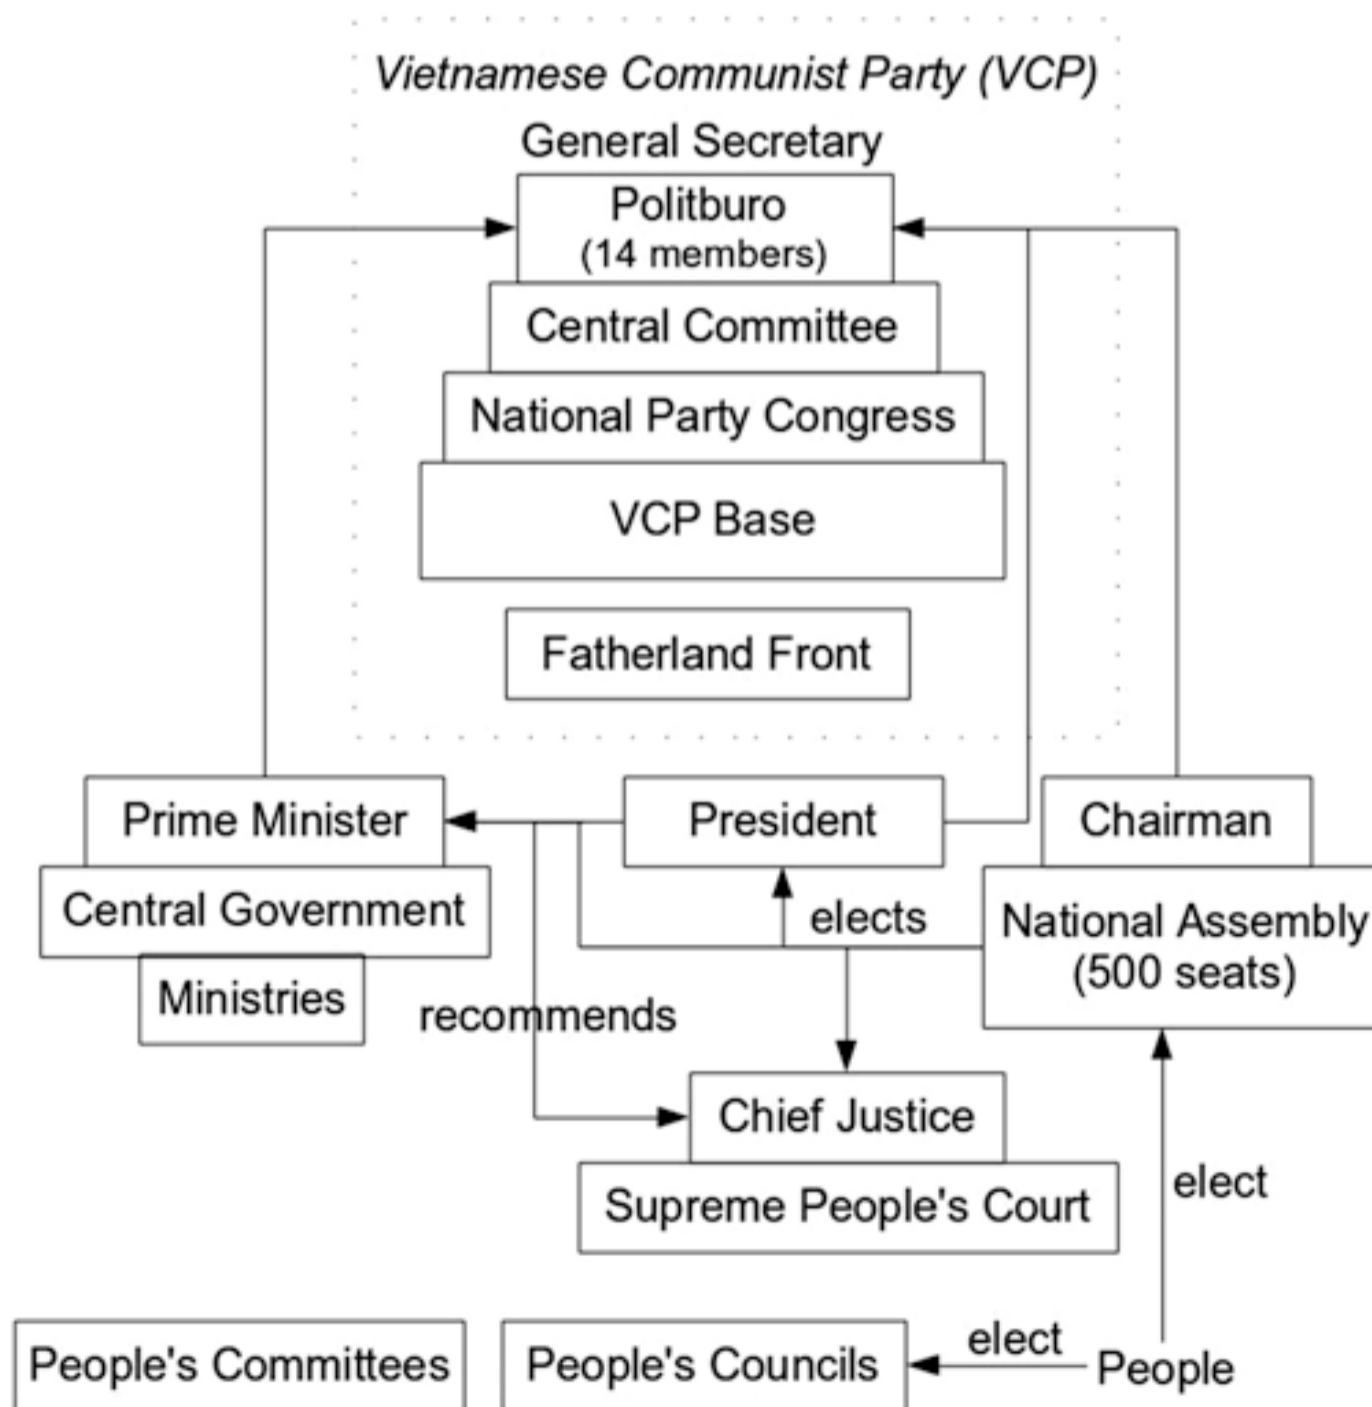 Vietnamese Communist Party (VCP)
General Secretary
Politburo
(14 members)
Central Committee
National Party Congress
VCP Base
Fatherland Front
Prime Minister
President
Chairman
Central Government
elects
National Assembly
(500 seats)
Ministries
recommends
Chief Justice
Supreme People's Court
elect
People's Committees
People's Councils
elect
People